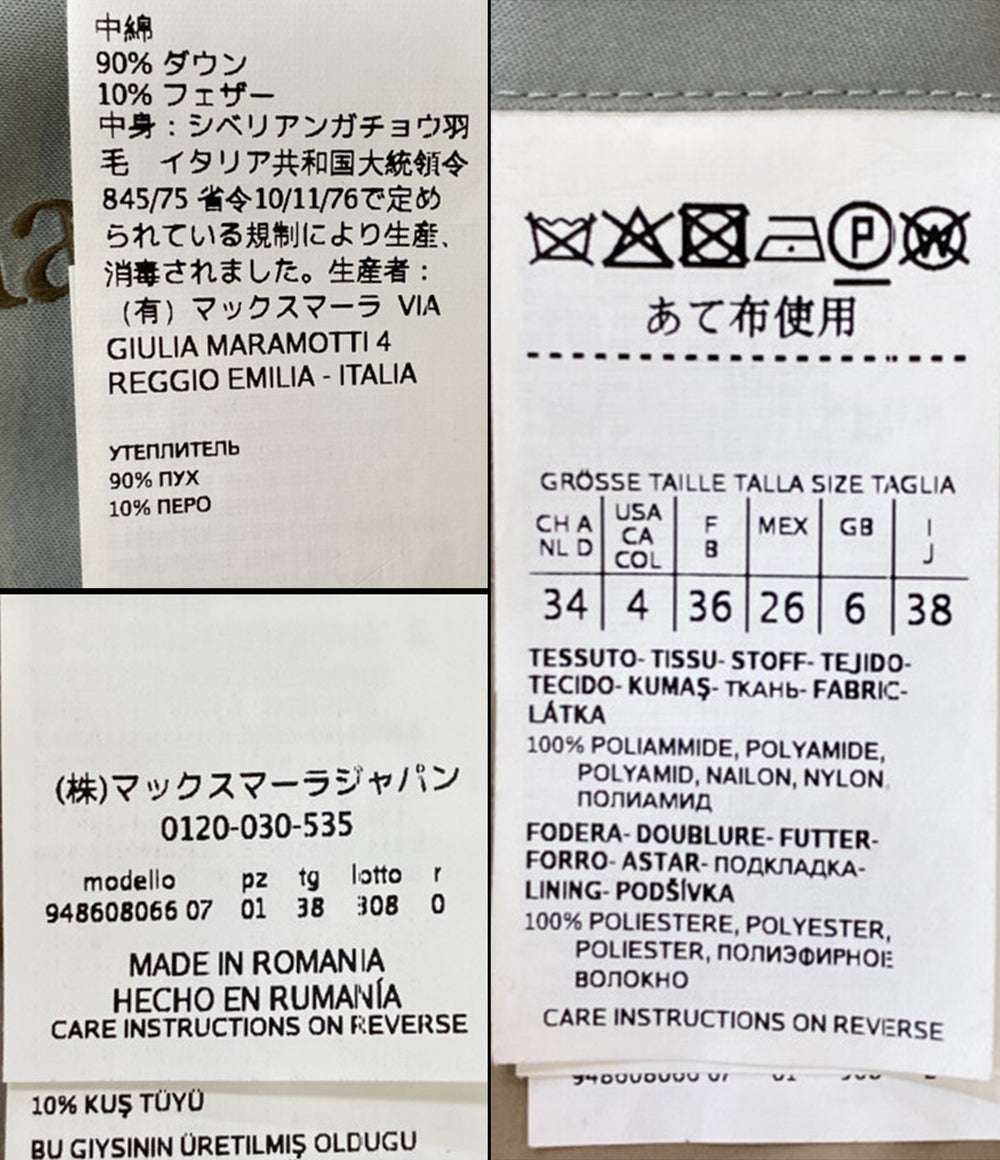 中綿
90% ダウン
10% フェザー
中身：シベリアンガチョウ羽
毛　イタリア共和国大統領令
845/75 省令10/11/76で定め
られている規制により生産、
消毒されました。生産者：
（有）マックスマーラ VIA
GIULIA MARAMOTTI 4
REGGIO EMILIA - ITALIA
УТЕПЛИТЕЛЬ
90% ПУХ
10% ПЕРО
(株)マックスマーラジャパン
0120-030-535
modello pz tg lotto r
948608066 07 01 38 308 0
MADE IN ROMANIA
HECHO EN RUMANÍA
CARE INSTRUCTIONS ON REVERSE
10% KUŞ TÜYÜ
BU GIYSININ ÜRETILMIŞ OLDUGU
P W
あて布使用
GRÖSSE TAILLE TALLA SIZE TAGLIA
CH A NL D USA CA COL F B MEX GB I J
34 4 36 26 6 38
TESSUTO- TISSU- STOFF- TEJIDO-
TECIDO- KUMAŞ- ТКАНЬ- FABRIC-
LÁTKA
100% POLIAMMIDE, POLYAMIDE,
POLYAMID, NAILON, NYLON,
ПОЛИАМИД
FODERA- DOUBLURE- FUTTER-
FORRO- ASTAR- ПОДКЛАДКА-
LINING- PODŠÍVKA
100% POLIESTERE, POLYESTER,
POLIESTER, ПОЛИЭФИРНОЕ
ВОЛОКНО
CARE INSTRUCTIONS ON REVERSE